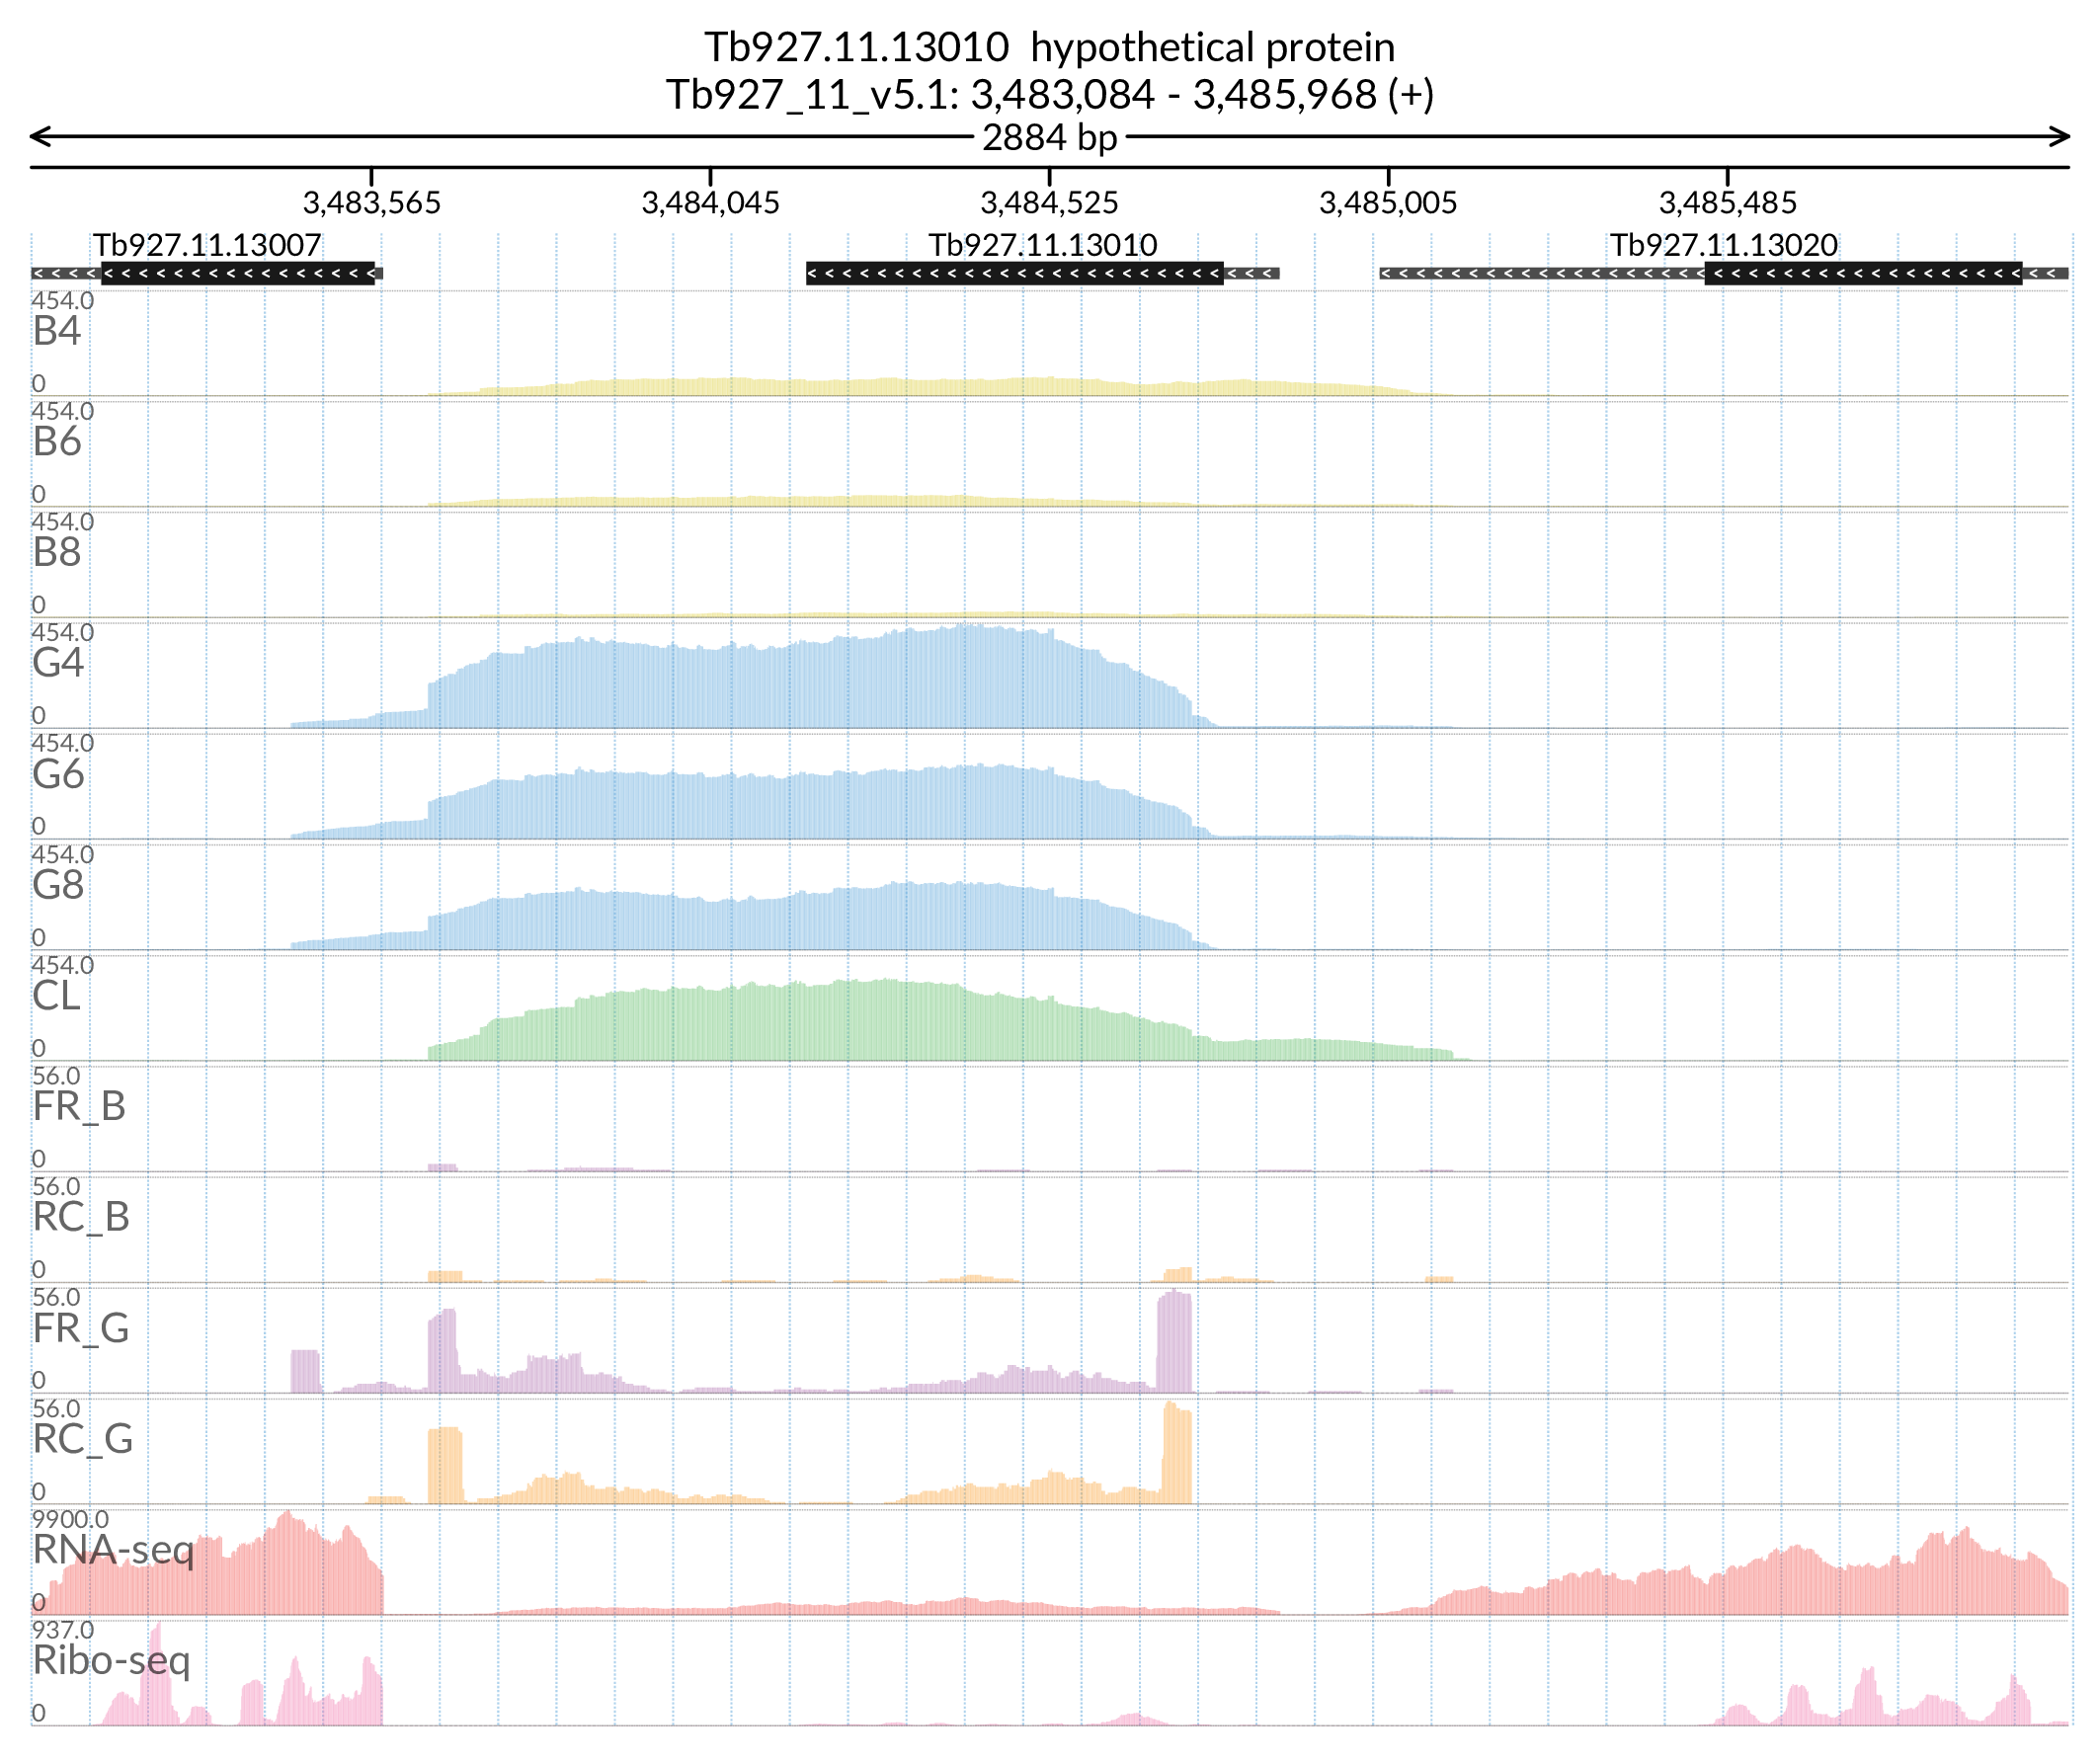 Tb927.11.13010 hypothetical protein
Tb927_11_v5.1: 3,483,084 - 3,485,968 (+)
2884 bp
3,483,565 3,484,045 3,484,525 3,485,005 3,485,485
Tb927.11.13007 Tb927.11.13010 Tb927.11.13020
454.0
B4
0
454.0
B6
0
454.0
B8
0
454.0
G4
0
454.0
G6
0
454.0
G8
0
454.0
CL
0
56.0
FR_B
0
56.0
RC_B
0
56.0
FR_G
0
56.0
RC_G
0
9900.0
RNA-seq
0
937.0
Ribo-seq
0